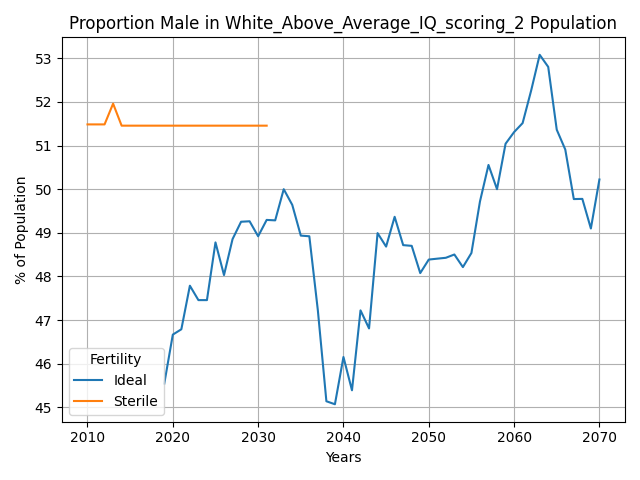 Proportion Male in White_Above_Average_IQ_scoring_2 Population
% of Population
53
52
51
50
49
48
47
46
45
Fertility
Ideal
Sterile
2010 2020 2030 2040 2050 2060 2070
Years